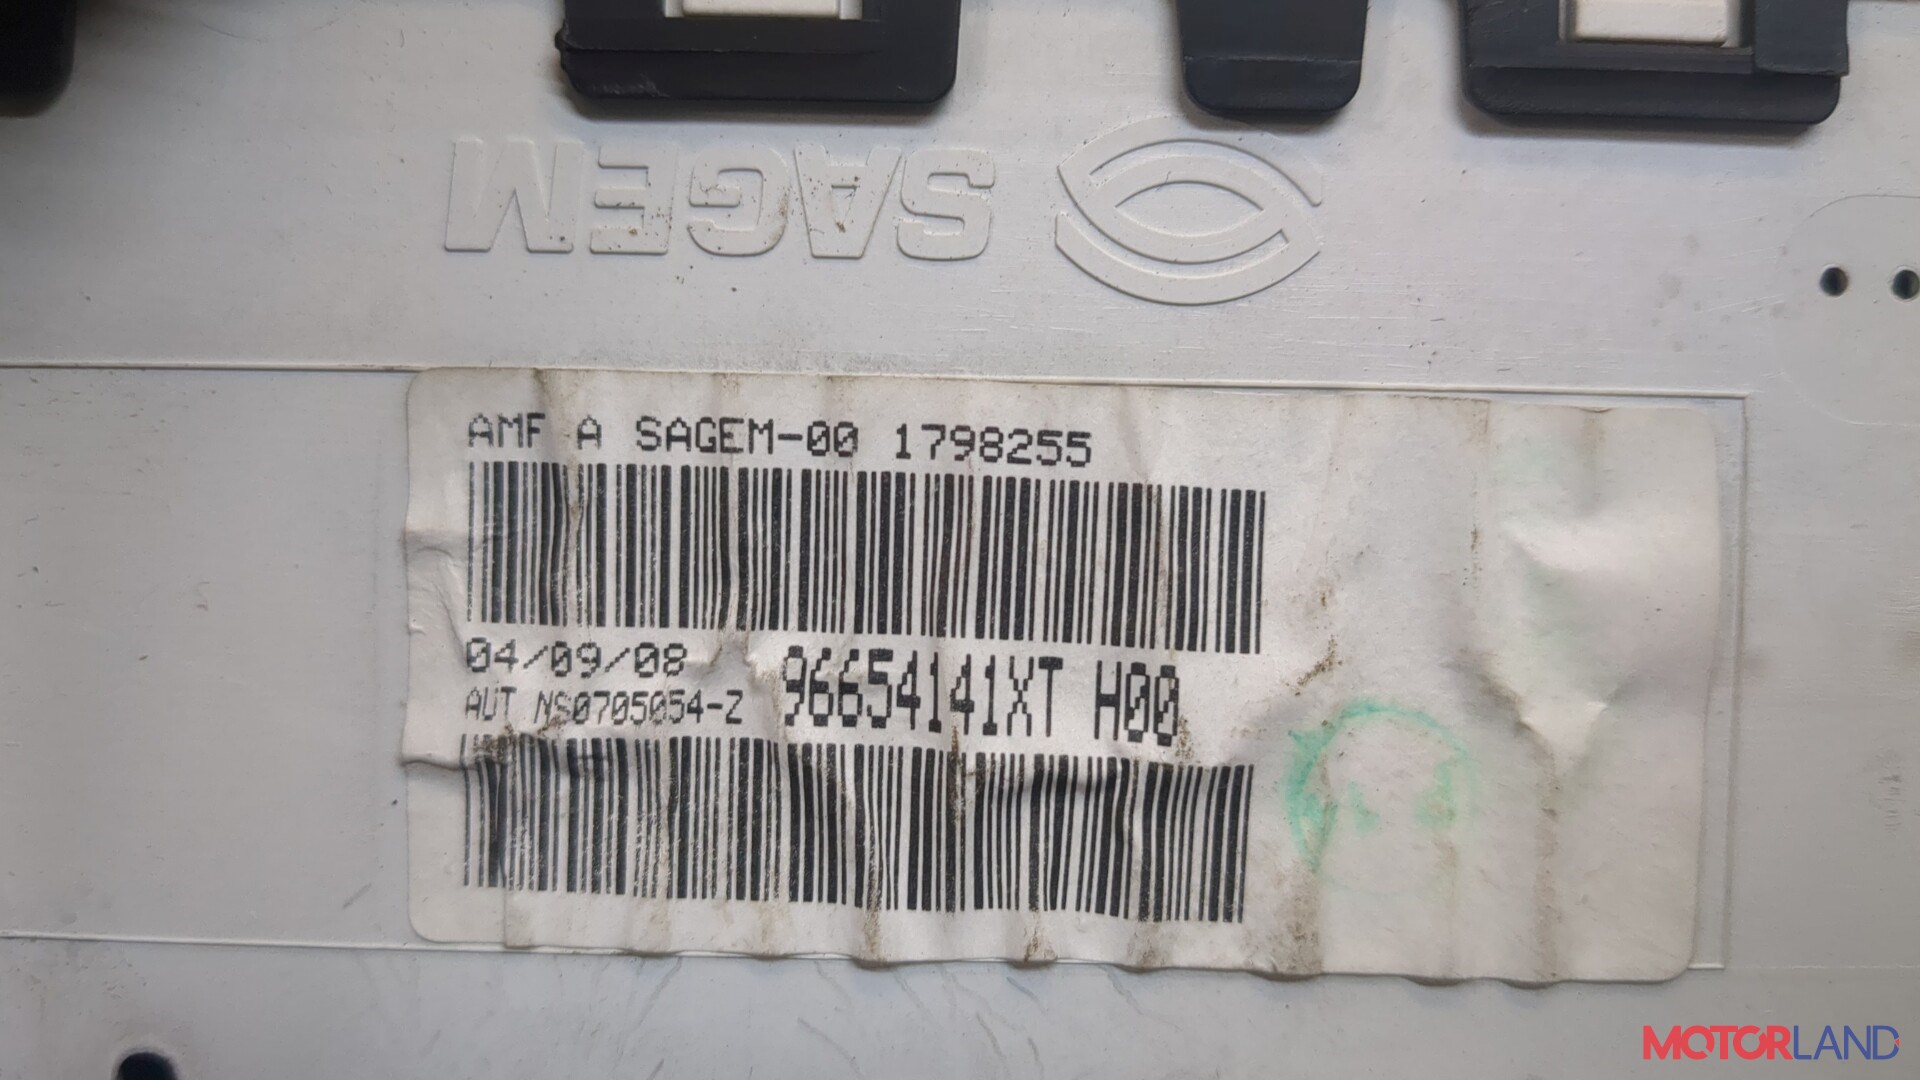 SAGEM
AMF A SAGEM-00 1798255
04/09/08
AUT NS0705054-Z
96654141XT H00
MOTORLAND